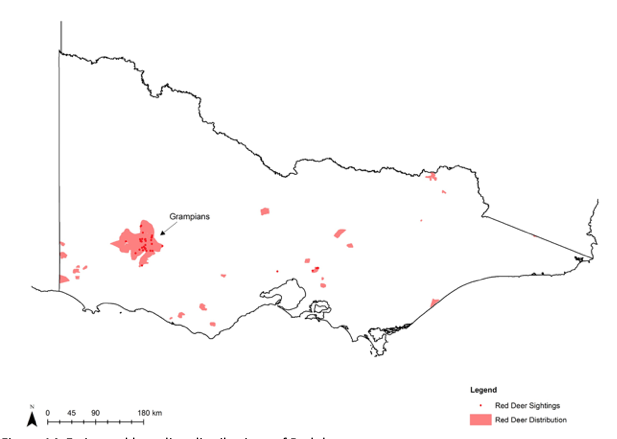 Grampians
N
0 45 90 180 km
Legend
Red Deer Sightings
Red Deer Distribution